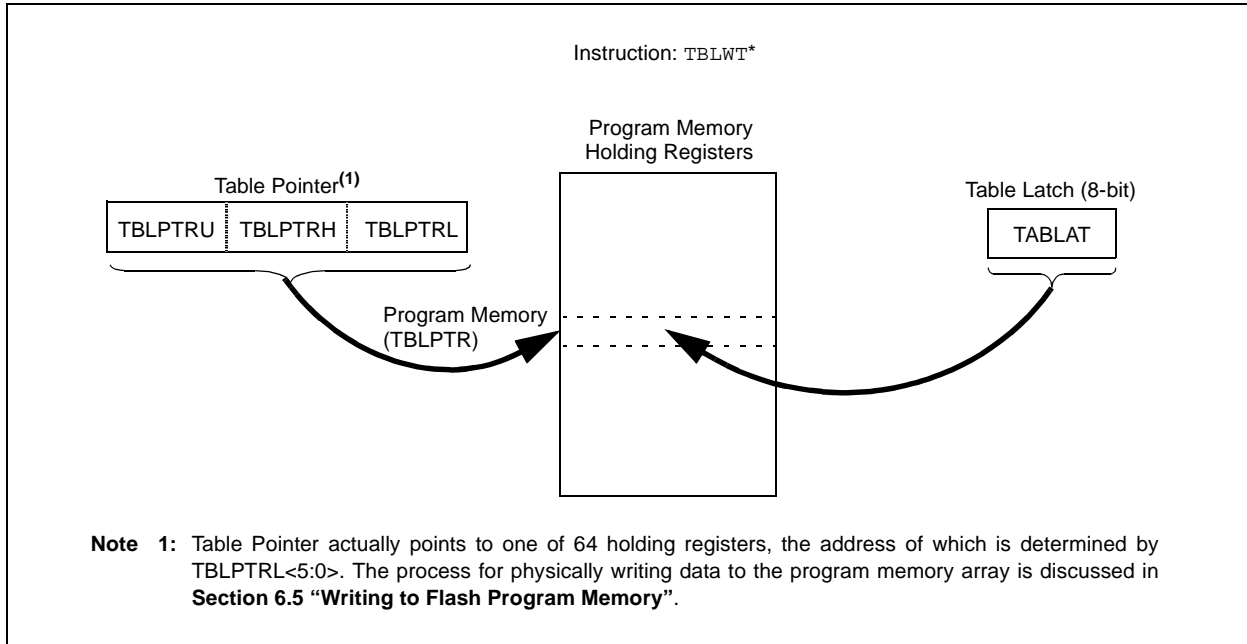 Instruction: TBLWT*
Program Memory
Holding Registers
Table Pointer(1)
Table Latch (8-bit)
TBLPTRU TBLPTRH TBLPTRL
TABLAT
Program Memory
(TBLPTR)
Note 1: Table Pointer actually points to one of 64 holding registers, the address of which is determined by
TBLPTRL<5:0>. The process for physically writing data to the program memory array is discussed in
Section 6.5 “Writing to Flash Program Memory”.